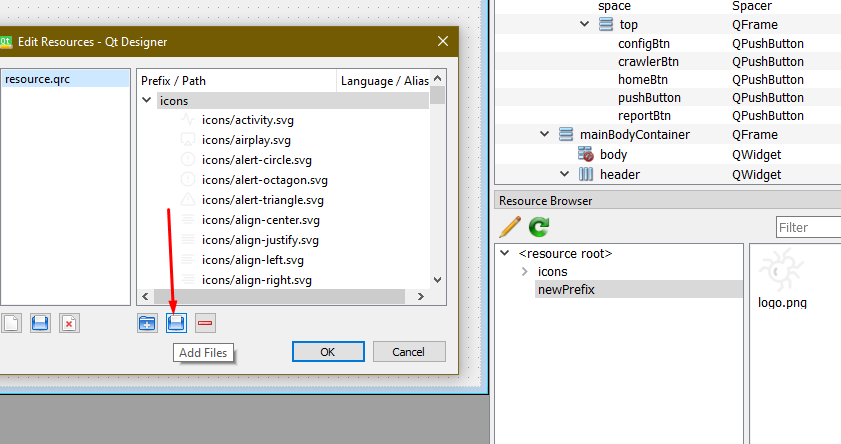 Qt Edit Resources - Qt Designer
resource.qrc
Prefix / Path
Language / Alias
icons
icons/activity.svg
icons/airplay.svg
icons/alert-circle.svg
icons/alert-octagon.svg
icons/alert-triangle.svg
icons/align-center.svg
icons/align-justify.svg
icons/align-left.svg
icons/align-right.svg
Add Files
OK
Cancel
space Spacer
top QFrame
configBtn QPushButton
crawlerBtn QPushButton
homeBtn QPushButton
pushButton QPushButton
reportBtn QPushButton
mainBodyContainer QFrame
body QWidget
header QWidget
Resource Browser
Filter
<resource root>
icons
newPrefix
logo.png